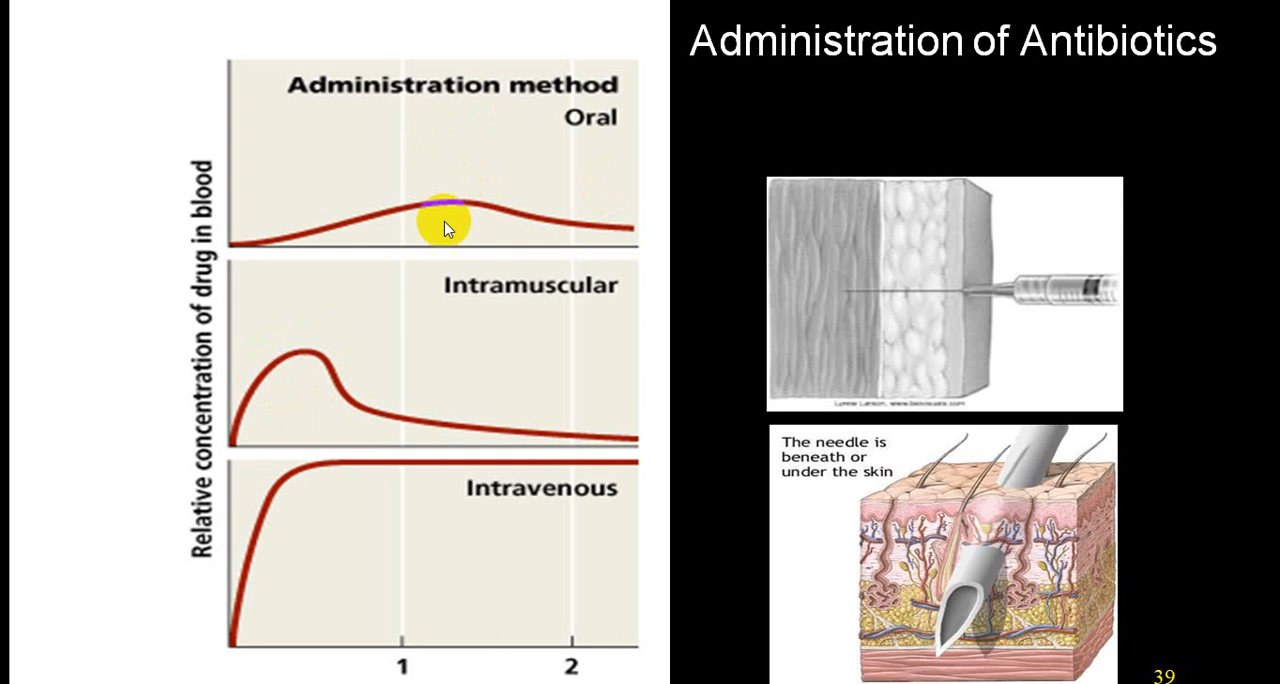 Administration of Antibiotics
Relative concentration of drug in blood
Administration method
Oral
Intramuscular
Intravenous
1
2
The needle is
beneath or
under the skin
39